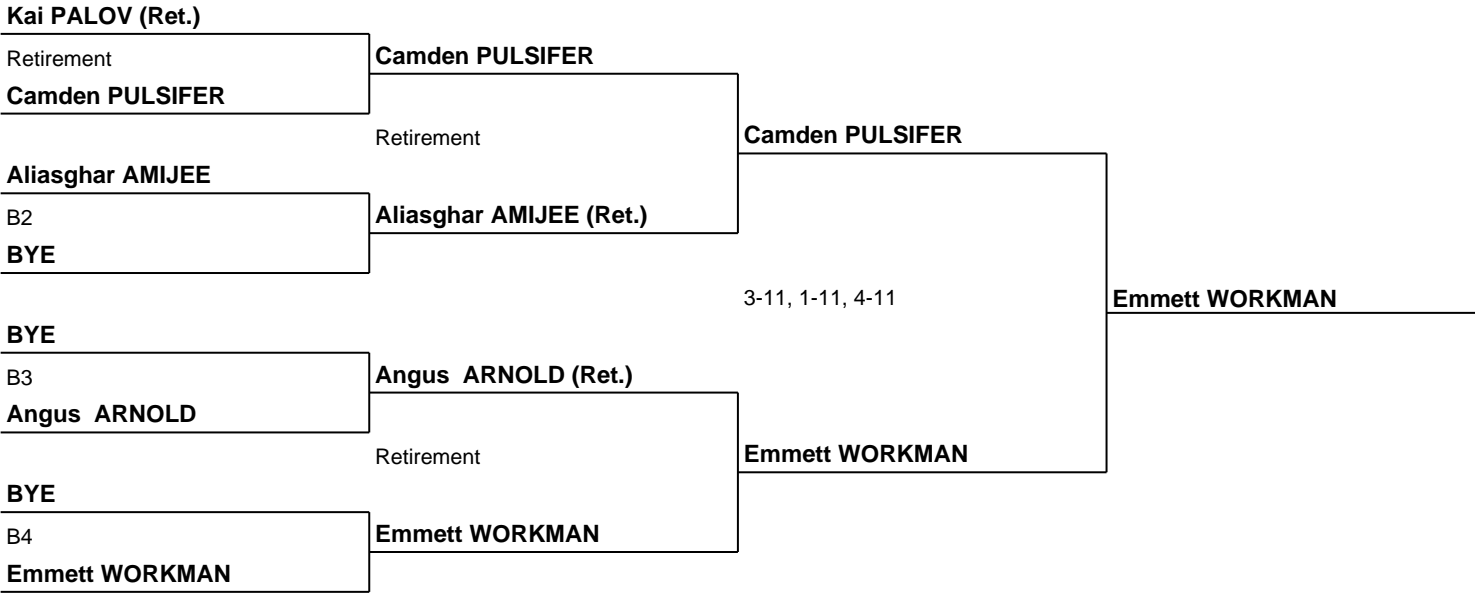 Kai PALOV (Ret.)
Retirement
Camden PULSIFER
Camden PULSIFER
Retirement
Camden PULSIFER
Aliasghar AMIJEE
B2
Aliasghar AMIJEE (Ret.)
BYE
3-11, 1-11, 4-11
Emmett WORKMAN
BYE
B3
Angus  ARNOLD (Ret.)
Angus  ARNOLD
Retirement
Emmett WORKMAN
BYE
B4
Emmett WORKMAN
Emmett WORKMAN